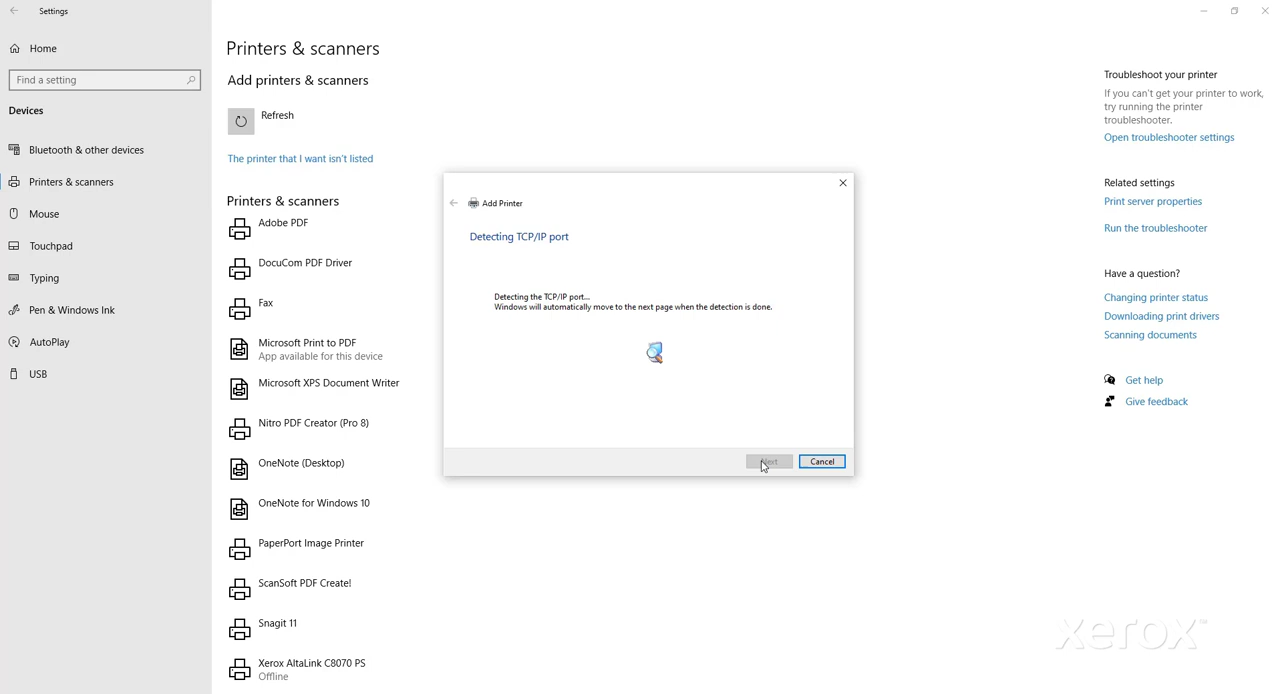 Settings
Home
Find a setting
Devices
Bluetooth & other devices
Printers & scanners
Mouse
Touchpad
Typing
Pen & Windows Ink
AutoPlay
USB
Printers & scanners
Add printers & scanners
Refresh
The printer that I want isn't listed
Printers & scanners
Adobe PDF
DocuCom PDF Driver
Fax
Microsoft Print to PDF
App available for this device
Microsoft XPS Document Writer
Nitro PDF Creator (Pro 8)
OneNote (Desktop)
OneNote for Windows 10
PaperPort Image Printer
ScanSoft PDF Create!
Snagit 11
Xerox AltaLink C8070 PS
Offline
Add Printer
Detecting TCP/IP port
Detecting the TCP/IP port...
Windows will automatically move to the next page when the detection is done.
Next
Cancel
Troubleshoot your printer
If you can't get your printer to work,
try running the printer
troubleshooter.
Open troubleshooter settings
Related settings
Print server properties
Run the troubleshooter
Have a question?
Changing printer status
Downloading print drivers
Scanning documents
Get help
Give feedback
xerox™